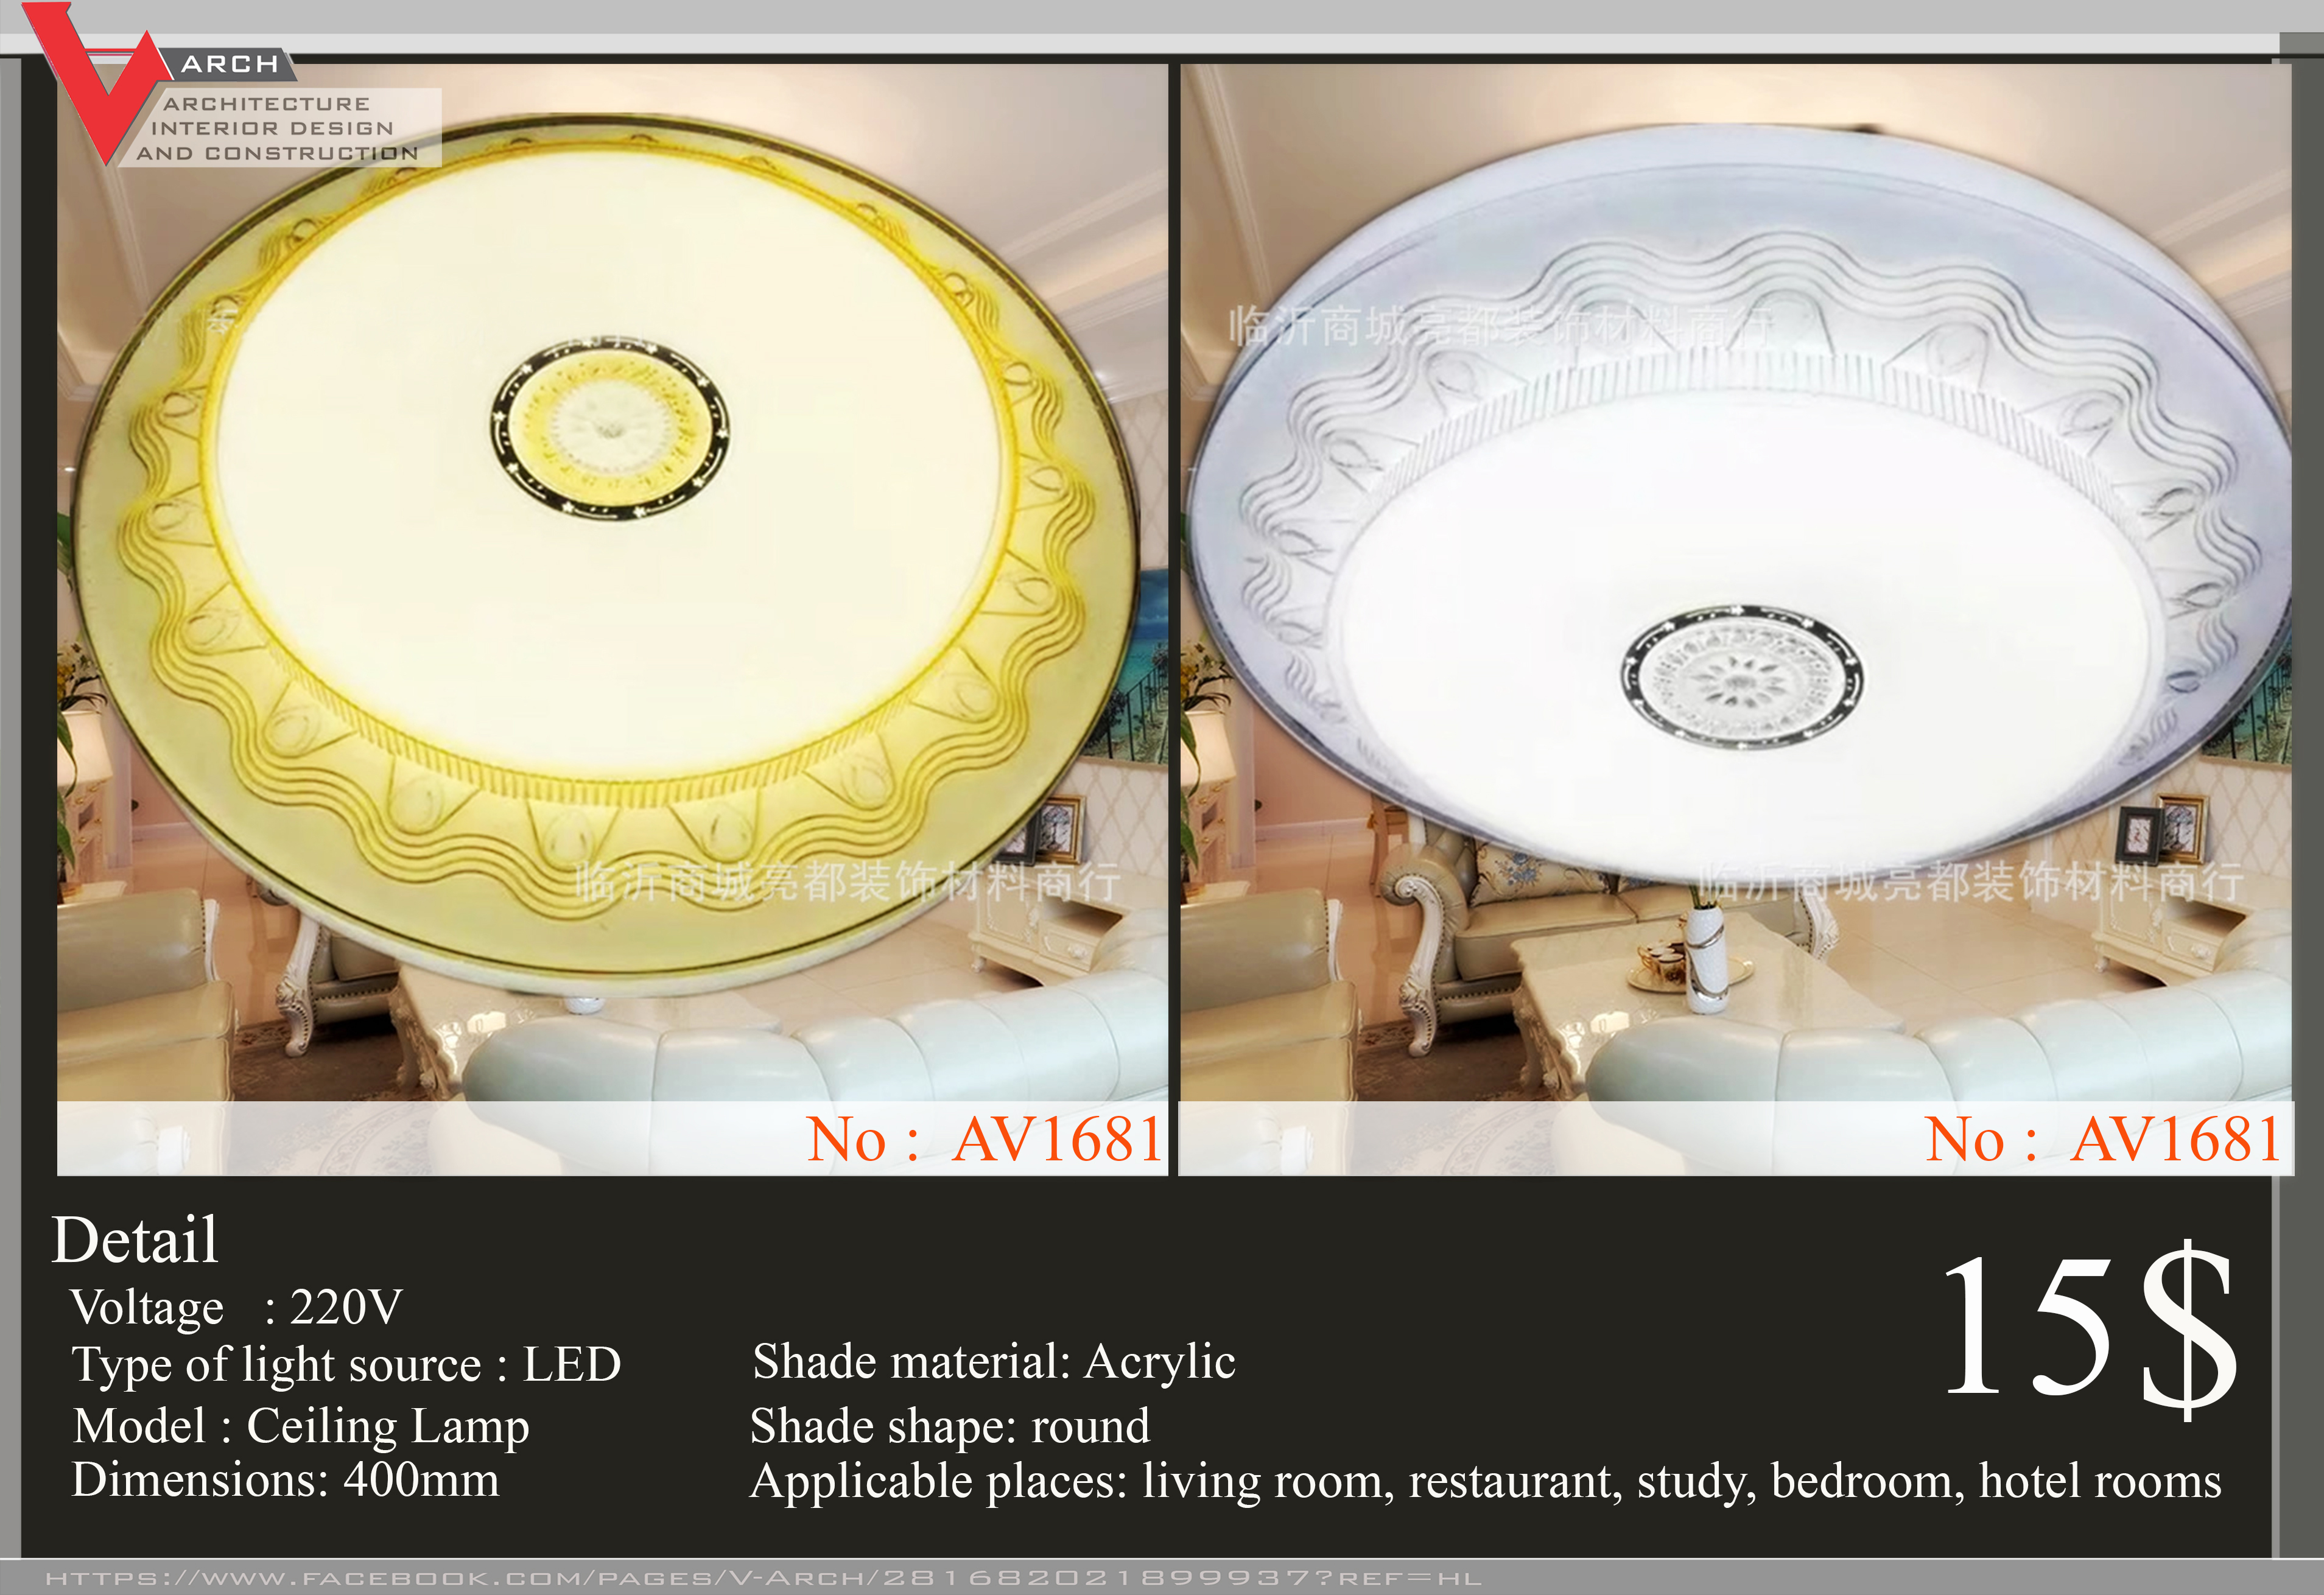 ARCH
ARCHITECTURE
INTERIOR DESIGN
AND CONSTRUCTION
临沂商城亮都装饰材料商行
临沂商城亮都装饰材料商行
临沂商城亮都装饰材料商行
No : AV1681
No : AV1681
Detail
Voltage : 220V
Type of light source : LED
Model : Ceiling Lamp
Dimensions: 400mm
Shade material: Acrylic
Shade shape: round
Applicable places: living room, restaurant, study, bedroom, hotel rooms
15$
HTTPS://WWW.FACEBOOK.COM/PAGES/V-ARCH/281682021899937?REF=HL